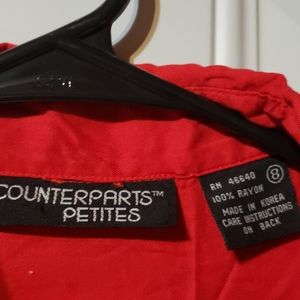 COUNTERPARTS™
PETITES
RN 46640
8
100% RAYON
MADE IN KOREA
CARE INSTRUCTIONS
ON BACK